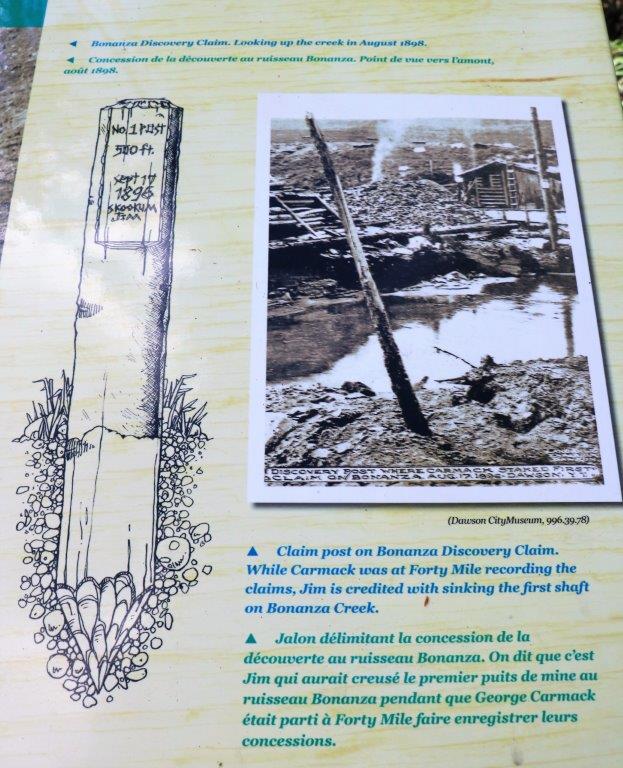 ◄ Bonanza Discovery Claim. Looking up the creek in August 1898.
◄ Concession de la découverte au ruisseau Bonanza. Point de vue vers l'amont,
août 1898.
No. 1 POST
500 ft.
Sept 17
1896
SKOOKUM
JIM
DISCOVERY POST WHERE CARMACK STAKED FIRST
CLAIM ON BONANZA. AUG. 17. 1896 - DAWSON, Y.T.
(Dawson CityMuseum, 996.39.78)
▲ Claim post on Bonanza Discovery Claim.
While Carmack was at Forty Mile recording the
claims, Jim is credited with sinking the first shaft
on Bonanza Creek.
▲ Jalon délimitant la concession de la
découverte au ruisseau Bonanza. On dit que c'est
Jim qui aurait creusé le premier puits de mine au
ruisseau Bonanza pendant que George Carmack
était parti à Forty Mile faire enregistrer leurs
concessions.